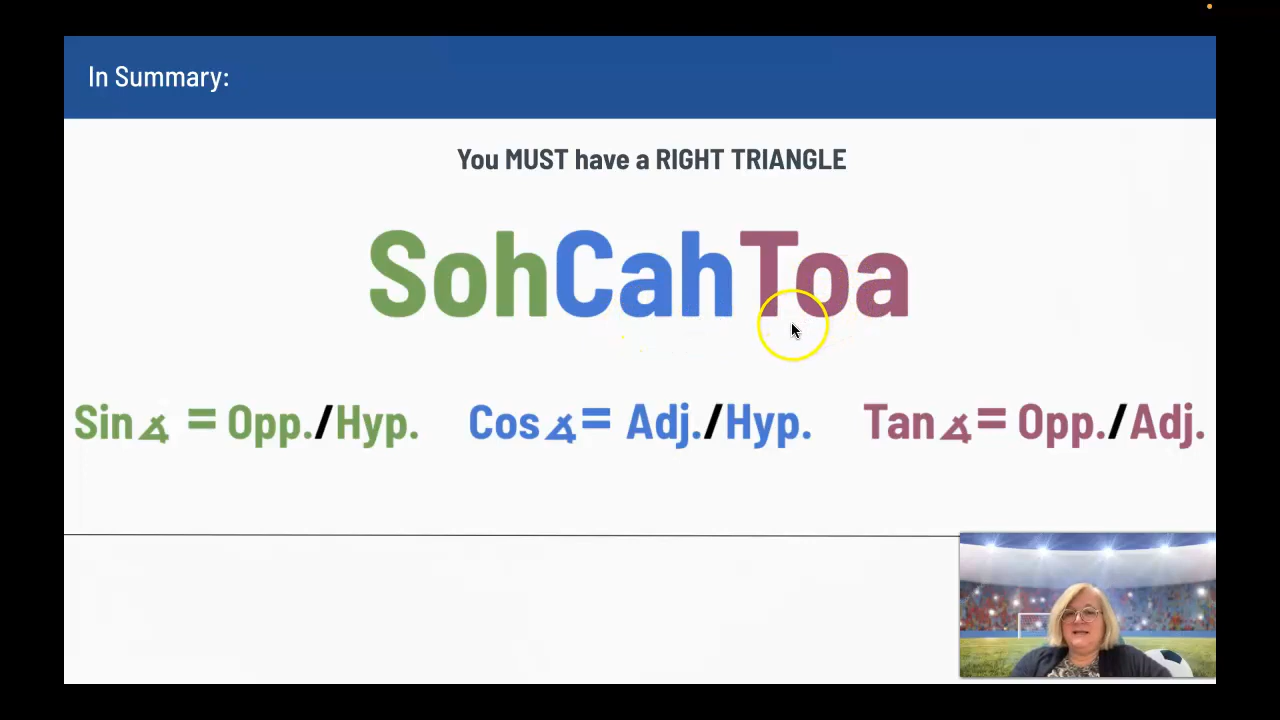 In Summary:
You MUST have a RIGHT TRIANGLE
SohCahToa
Sin∡ = Opp./Hyp. Cos∡= Adj./Hyp. Tan∡= Opp./Adj.